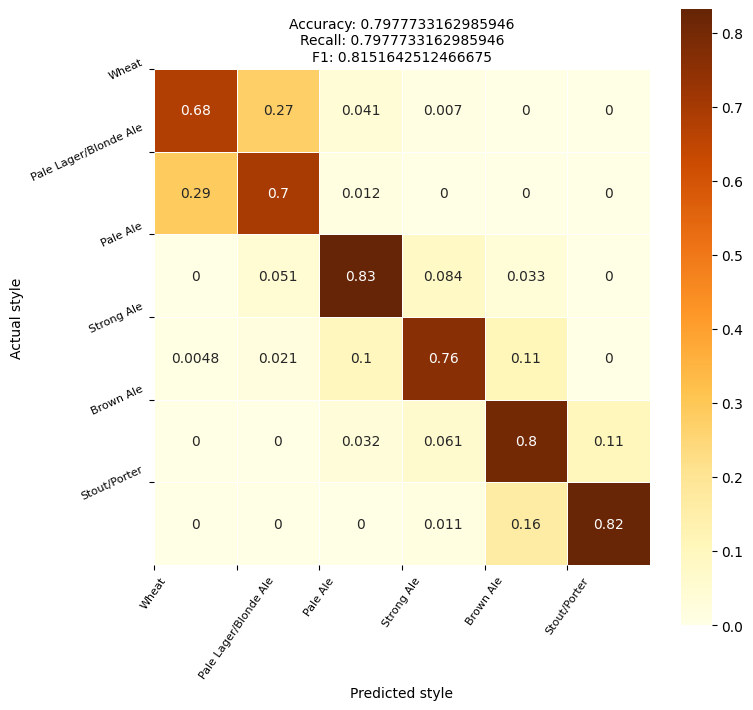 Accuracy: 0.7977733162985946
Recall: 0.7977733162985946
F1: 0.8151642512466675
Actual style
Wheat
0.68 0.27 0.041 0.007 0 0
Pale Lager/Blonde Ale
0.29 0.7 0.012 0 0 0
Pale Ale
0 0.051 0.83 0.084 0.033 0
Strong Ale
0.0048 0.021 0.1 0.76 0.11 0
Brown Ale
0 0 0.032 0.061 0.8 0.11
Stout/Porter
0 0 0 0.011 0.16 0.82
Wheat
Pale Lager/Blonde Ale
Pale Ale
Strong Ale
Brown Ale
Stout/Porter
Predicted style
0.8
0.7
0.6
0.5
0.4
0.3
0.2
0.1
0.0